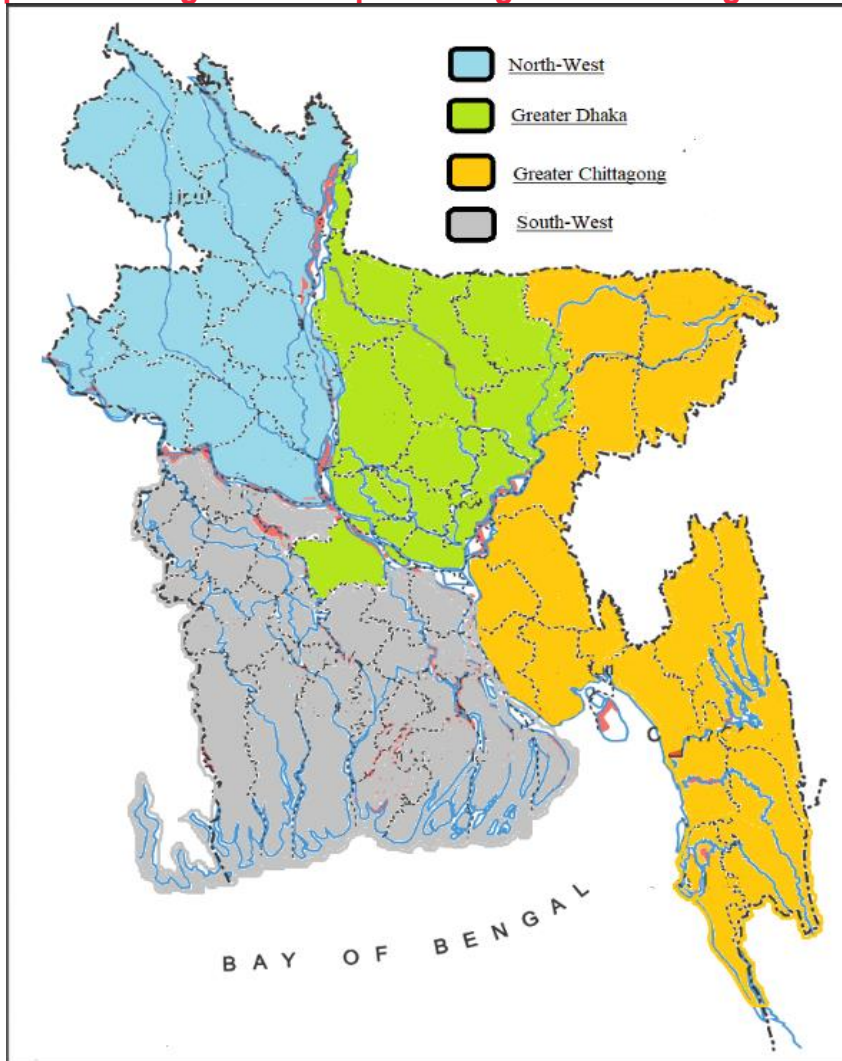 North-West
Greater Dhaka
Greater Chittagong
South-West
BAY OF BENGAL